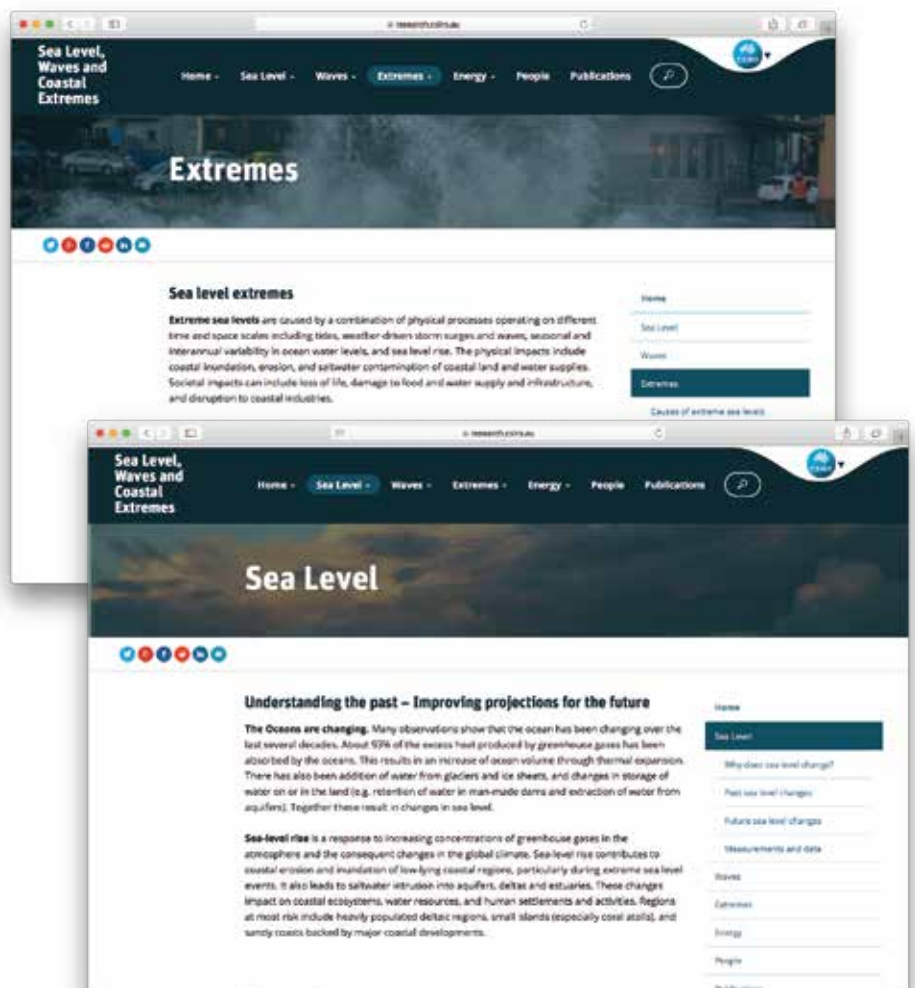 research.csiro.au
Sea Level,
Waves and
Coastal
Extremes
Home
Sea Level
Waves
Extremes
Energy
People
Publications
CSIRO
Extremes
Sea level extremes
Extreme sea levels are caused by a combination of physical processes operating on different
time and space scales including tides, weather-driven storm surges and waves, seasonal and
interannual variability in ocean water levels, and sea level rise. The physical impacts include
coastal inundation, erosion, and saltwater contamination of coastal land and water supplies.
Societal impacts can include loss of life, damage to food and water supply and infrastructure,
and disruption to coastal industries.
Home
Sea Level
Waves
Extremes
Causes of extreme sea levels
research.csiro.au
Sea Level,
Waves and
Coastal
Extremes
Home
Sea Level
Waves
Extremes
Energy
People
Publications
CSIRO
Sea Level
Understanding the past – Improving projections for the future
The Oceans are changing. Many observations show that the ocean has been changing over the
last several decades. About 93% of the excess heat produced by greenhouse gases has been
absorbed by the oceans. This results in an increase of ocean volume through thermal expansion.
There has also been addition of water from glaciers and ice sheets, and changes in storage of
water on or in the land (e.g. retention of water in man-made dams and extraction of water from
aquifers). Together these result in changes in sea level.
Sea-level rise is a response to increasing concentrations of greenhouse gases in the
atmosphere and the consequent changes in the global climate. Sea-level rise contributes to
coastal erosion and inundation of low-lying coastal regions, particularly during extreme sea level
events. It also leads to saltwater intrusion into aquifers, deltas and estuaries. These changes
impact on coastal ecosystems, water resources, and human settlements and activities. Regions
at most risk include heavily populated deltaic regions, small islands (especially coral atolls), and
sandy coasts backed by major coastal developments.
Home
Sea Level
Why does sea level change?
Past sea level changes
Future sea level changes
Measurements and data
Waves
Extremes
Energy
People
Publications